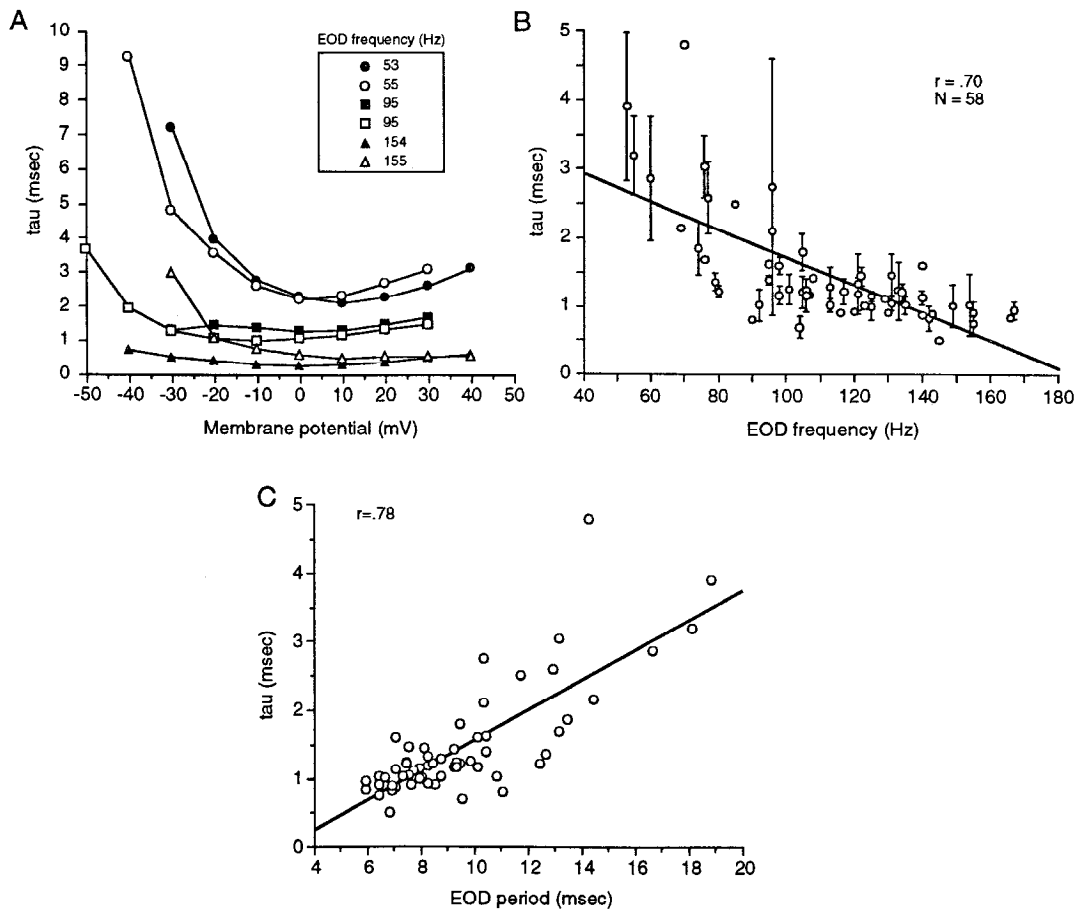 A
EOD frequency (Hz)
53
55
95
95
154
155
tau (msec)
10
9
8
7
6
5
4
3
2
1
0
-50 -40 -30 -20 -10 0 10 20 30 40 50
Membrane potential (mV)
B
r = .70
N = 58
tau (msec)
5
4
3
2
1
0
40 60 80 100 120 140 160 180
EOD frequency (Hz)
C
r=.78
tau (msec)
5
4
3
2
1
0
4 6 8 10 12 14 16 18 20
EOD period (msec)